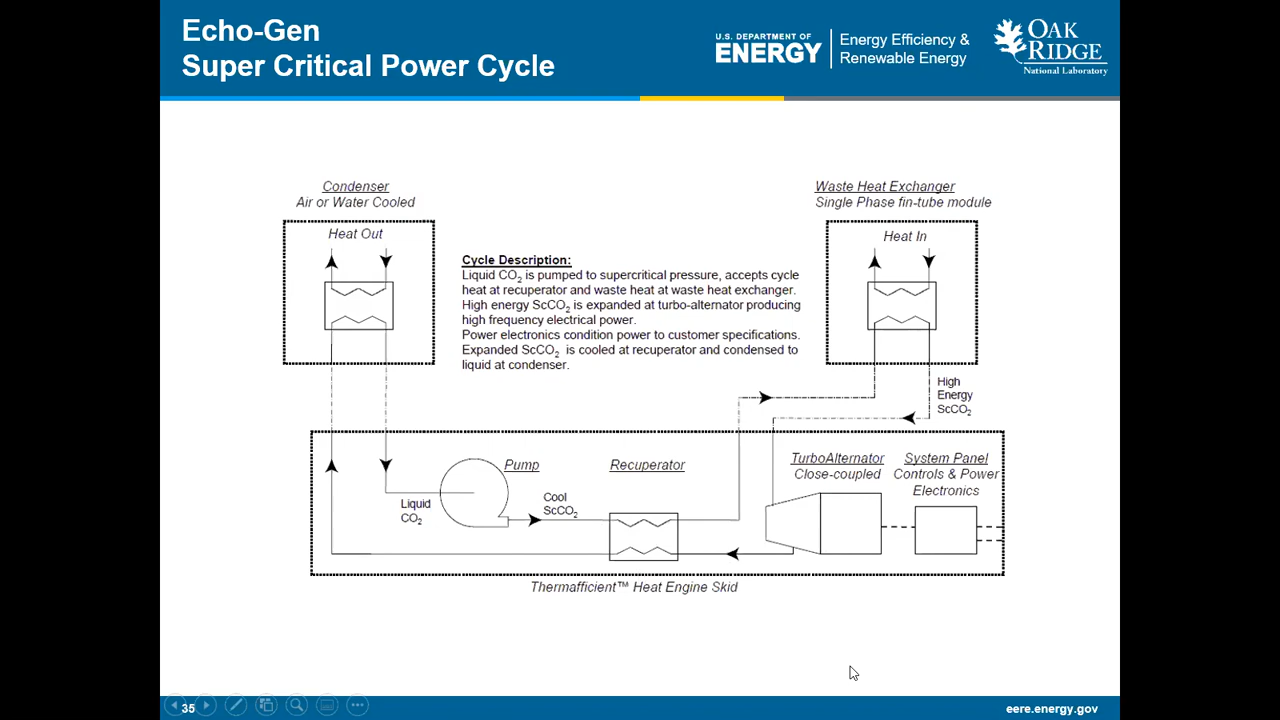 Echo-Gen
Super Critical Power Cycle
U.S. DEPARTMENT OF
ENERGY
Energy Efficiency &
Renewable Energy
OAK
RIDGE
National Laboratory
Condenser
Air or Water Cooled
Heat Out
Waste Heat Exchanger
Single Phase fin-tube module
Heat In
Cycle Description:
Liquid CO2 is pumped to supercritical pressure, accepts cycle
heat at recuperator and waste heat at waste heat exchanger.
High energy ScCO2 is expanded at turbo-alternator producing
high frequency electrical power.
Power electronics condition power to customer specifications.
Expanded ScCO2 is cooled at recuperator and condensed to
liquid at condenser.
High
Energy
ScCO2
Pump
Recuperator
TurboAlternator
Close-coupled
System Panel
Controls & Power
Electronics
Liquid
CO2
Cool
ScCO2
Thermafficient™ Heat Engine Skid
35
eere.energy.gov